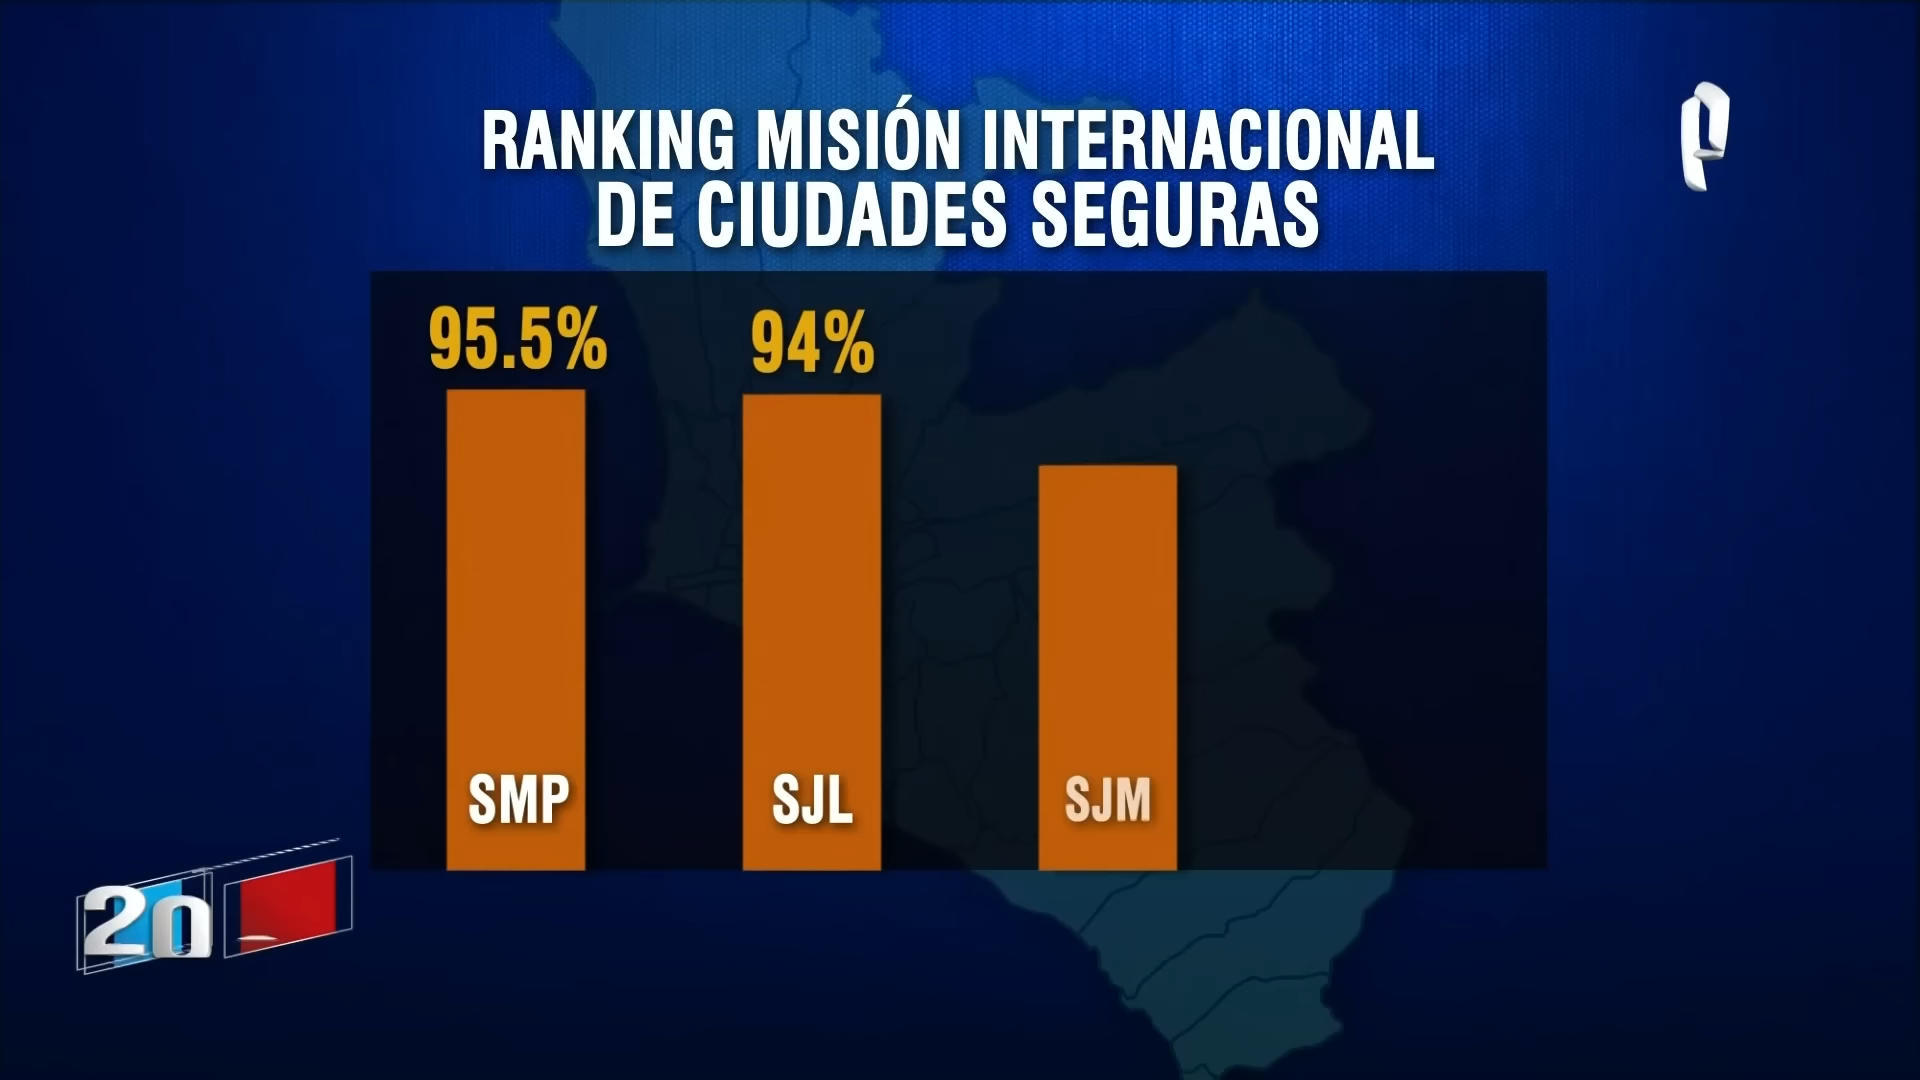 RANKING MISIÓN INTERNACIONAL
DE CIUDADES SEGURAS
95.5%
94%
SMP
SJL
SJM
20